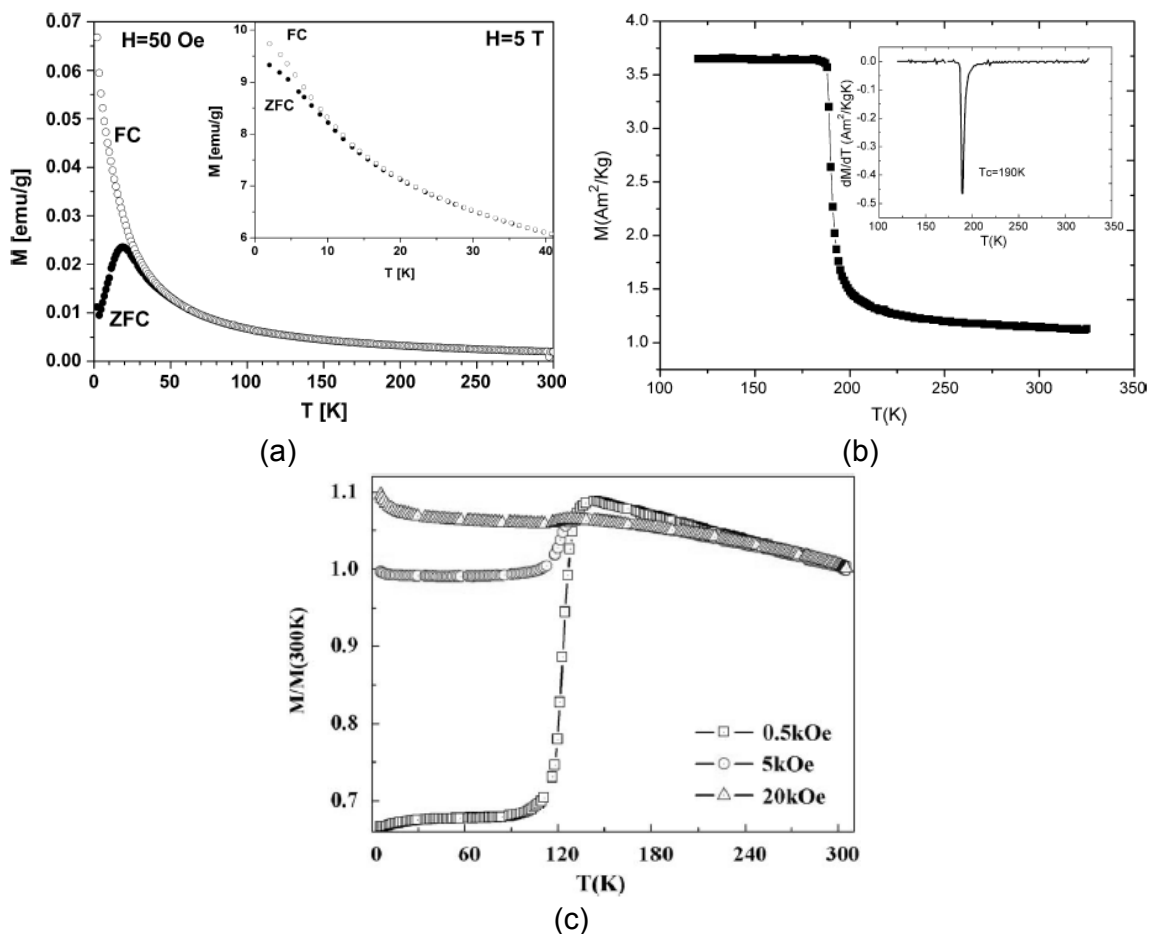 H=50 Oe
FC
ZFC
M [emu/g]
0.07
0.06
0.05
0.04
0.03
0.02
0.01
0.00
0 50 100 150 200 250 300
T [K]
H=5 T
FC
ZFC
M [emu/g]
10
9
8
7
6
0 10 20 30 40
T [K]
(a)
M(Am²/Kg)
4.0
3.5
3.0
2.5
2.0
1.5
1.0
100 150 200 250 300 350
T(K)
dM/dT (Am²/KgK)
0.0
-0.1
-0.2
-0.3
-0.4
-0.5
Tc=190K
100 150 200 250 300 350
T(K)
(b)
M/M(300K)
1.1
1.0
0.9
0.8
0.7
0 60 120 180 240 300
T(K)
0.5kOe
5kOe
20kOe
(c)